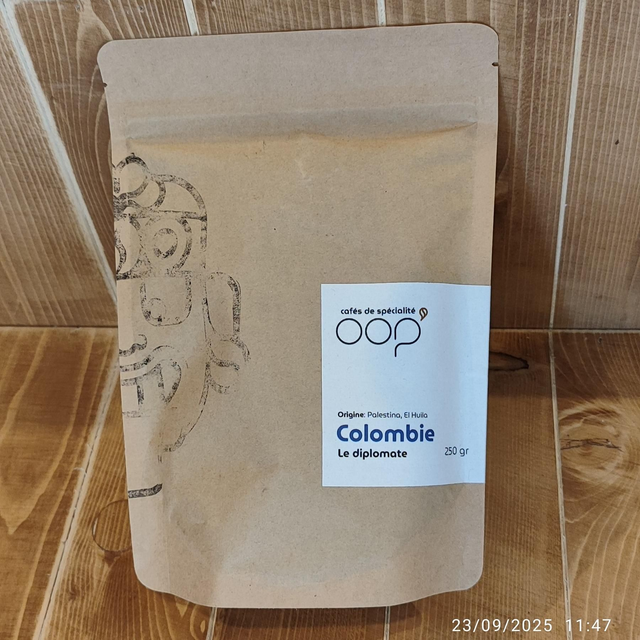 cafés de spécialité
OOP
Origine: Palestina, El Huila
Colombie
Le diplomate
250 gr
23/09/2025 11:47